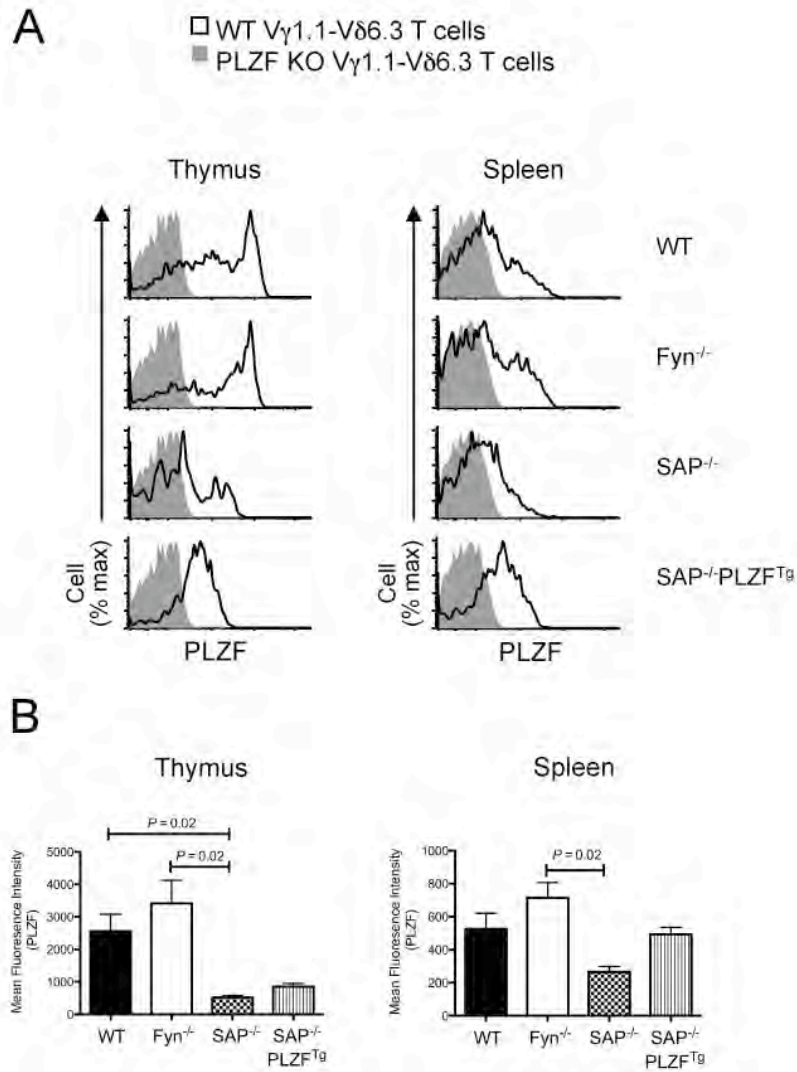 A
WT Vγ1.1-Vδ6.3 T cells
PLZF KO Vγ1.1-Vδ6.3 T cells
Thymus
Spleen
WT
Fyn-/-
SAP-/-
SAP-/-PLZFTg
Cell
(% max)
PLZF
Cell
(% max)
PLZF
B
Thymus
P = 0.02
P = 0.02
Mean Fluoresence Intensity
(PLZF)
5000
4000
3000
2000
1000
0
WT
Fyn-/-
SAP-/-
SAP-/-
PLZFTg
Spleen
P = 0.02
Mean Fluoresence Intensity
(PLZF)
1000
800
600
400
200
0
WT
Fyn-/-
SAP-/-
SAP-/-
PLZFTg